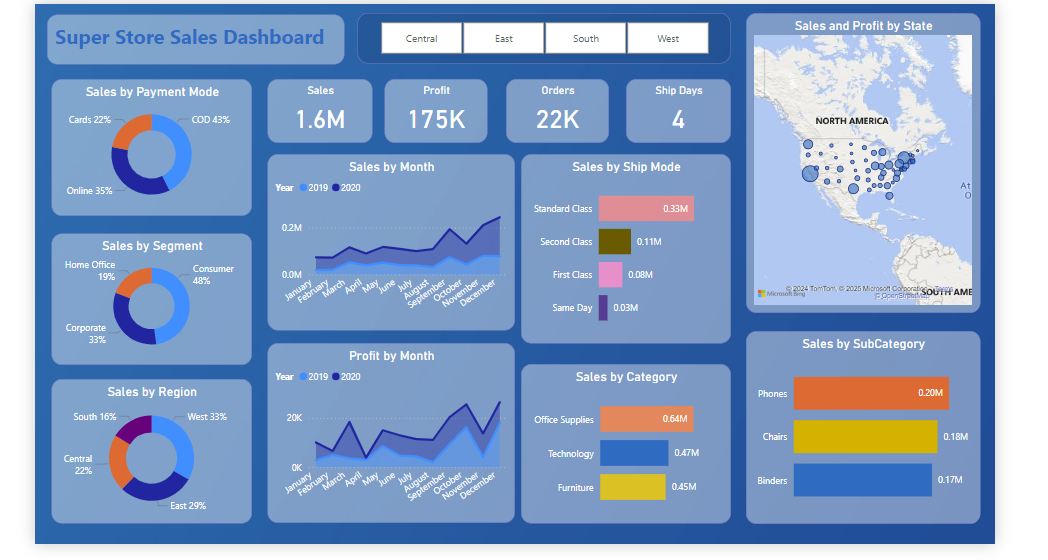 Super Store Sales Dashboard
Central East South West
Sales and Profit by State
NORTH AMERICA
At
O
SOUTH AME
Microsoft Bing
© 2024 TomTom, © 2025 Microsoft Corporation Terms
© OpenStreetMap
Sales by Payment Mode
Cards 22%
COD 43%
Online 35%
Sales
1.6M
Profit
175K
Orders
22K
Ship Days
4
Sales by Month
Year 2019 2020
0.2M
0.0M
January February March April May June July August September October November December
Sales by Ship Mode
Standard Class 0.33M
Second Class 0.11M
First Class 0.08M
Same Day 0.03M
Sales by Segment
Home Office
19%
Consumer
48%
Corporate
33%
Profit by Month
Year 2019 2020
20K
0K
January February March April May June July August September October November December
Sales by Category
Office Supplies 0.64M
Technology 0.47M
Furniture 0.45M
Sales by SubCategory
Phones 0.20M
Chairs 0.18M
Binders 0.17M
Sales by Region
South 16%
West 33%
Central
22%
East 29%